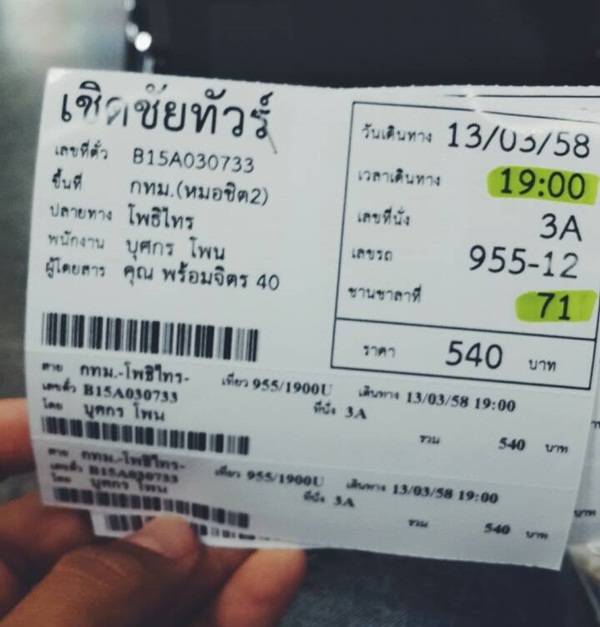 เชิดชัยทัวร์
เลขที่ตั๋ว B15A030733
ขึ้นที่ กทม.(หมอชิต2)
ปลายทาง โพธิไทร
พนักงาน บุศกร โพน
ผู้โดยสาร คุณ พร้อมจิตร 40
วันเดินทาง 13/03/58
เวลาเดินทาง 19:00
เลขที่นั่ง 3A
เลขรถ 955-12
ชานชาลาที่ 71
ราคา 540 บาท
สาย กทม.-โพธิไทร- เที่ยว 955/1900U เดินทาง 13/03/58 19:00
เลขตั๋ว B15A030733 ที่นั่ง 3A
โดย บุศกร โพน รวม 540 บาท
สาย กทม.-โพธิไทร- เที่ยว 955/1900U เดินทาง 13/03/58 19:00
เลขตั๋ว B15A030733 ที่นั่ง 3A
โดย บุศกร โพน รวม 540 บาท